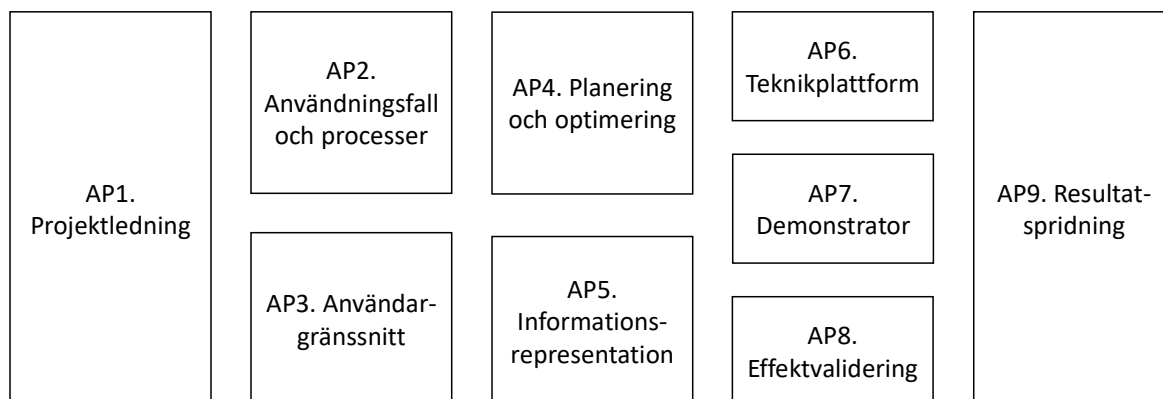 AP1.
Projektledning
AP2.
Användningsfall
och processer
AP3. Användar-
gränssnitt
AP4. Planering
och optimering
AP5.
Informations-
representation
AP6.
Teknikplattform
AP7.
Demonstrator
AP8.
Effektvalidering
AP9. Resultat-
spridning